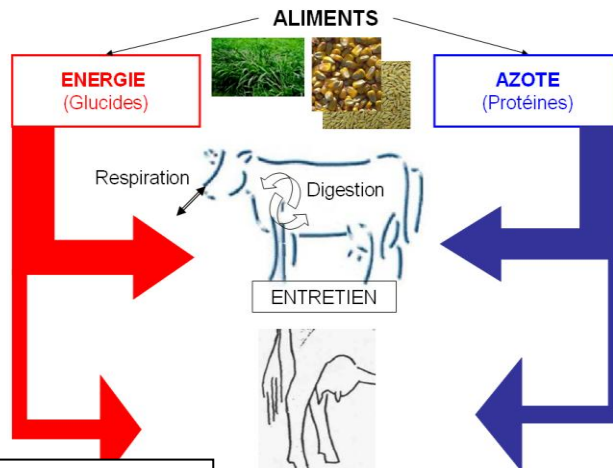 ALIMENTS
ENERGIE
(Glucides)
AZOTE
(Protéines)
Respiration
Digestion
ENTRETIEN